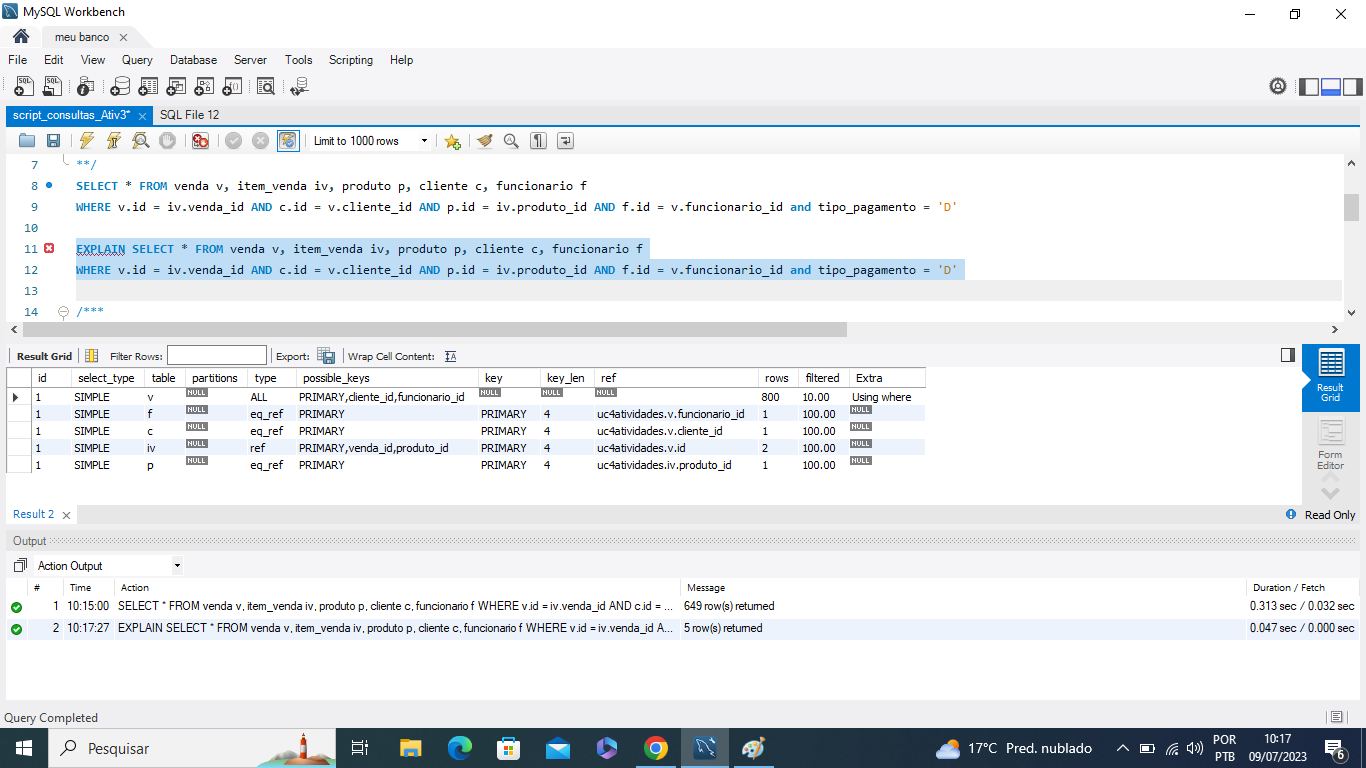 MySQL Workbench
meu banco
File Edit View Query Database Server Tools Scripting Help
script_consultas_Ativ3* SQL File 12
Limit to 1000 rows
7 **/
8 SELECT * FROM venda v, item_venda iv, produto p, cliente c, funcionario f
9 WHERE v.id = iv.venda_id AND c.id = v.cliente_id AND p.id = iv.produto_id AND f.id = v.funcionario_id and tipo_pagamento = 'D'
10
11 EXPLAIN SELECT * FROM venda v, item_venda iv, produto p, cliente c, funcionario f
12 WHERE v.id = iv.venda_id AND c.id = v.cliente_id AND p.id = iv.produto_id AND f.id = v.funcionario_id and tipo_pagamento = 'D'
13
14 /***
Result Grid Filter Rows: Export: Wrap Cell Content: IA
id select_type table partitions type possible_keys key key_len ref rows filtered Extra
1 SIMPLE v NULL ALL PRIMARY,cliente_id,funcionario_id NULL NULL NULL 800 10.00 Using where
1 SIMPLE f NULL eq_ref PRIMARY PRIMARY 4 uc4atividades.v.funcionario_id 1 100.00 NULL
1 SIMPLE c NULL eq_ref PRIMARY PRIMARY 4 uc4atividades.v.cliente_id 1 100.00 NULL
1 SIMPLE iv NULL ref PRIMARY,venda_id,produto_id PRIMARY 4 uc4atividades.v.id 2 100.00 NULL
1 SIMPLE p NULL eq_ref PRIMARY PRIMARY 4 uc4atividades.iv.produto_id 1 100.00 NULL
Result
Grid
Form
Editor
Result 2 Read Only
Output
Action Output
# Time Action Message Duration / Fetch
1 10:15:00 SELECT * FROM venda v, item_venda iv, produto p, cliente c, funcionario f WHERE v.id = iv.venda_id AND c.id = ... 649 row(s) returned 0.313 sec / 0.032 sec
2 10:17:27 EXPLAIN SELECT * FROM venda v, item_venda iv, produto p, cliente c, funcionario f WHERE v.id = iv.venda_id A... 5 row(s) returned 0.047 sec / 0.000 sec
Query Completed
Pesquisar 17°C Pred. nublado POR 10:17
PTB 09/07/2023 6